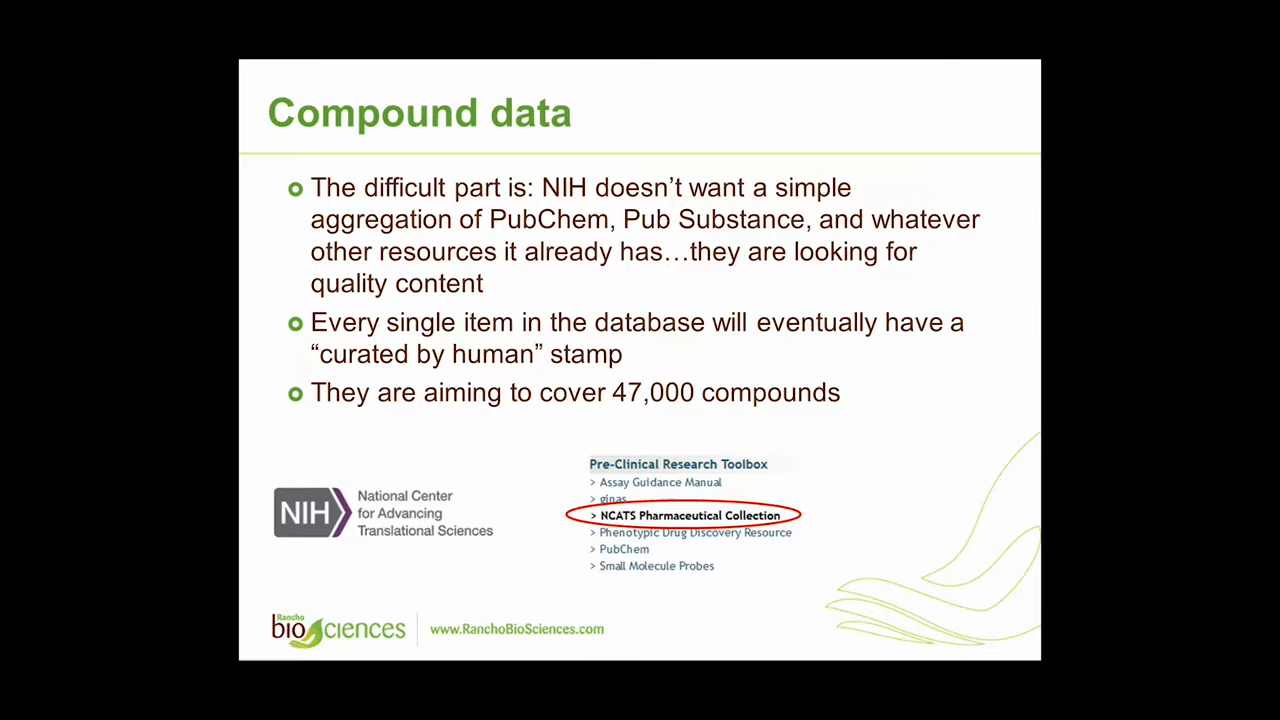 Compound data
The difficult part is: NIH doesn’t want a simple
aggregation of PubChem, Pub Substance, and whatever
other resources it already has…they are looking for
quality content
Every single item in the database will eventually have a
“curated by human” stamp
They are aiming to cover 47,000 compounds
Pre-Clinical Research Toolbox
> Assay Guidance Manual
> ginas
> NCATS Pharmaceutical Collection
> Phenotypic Drug Discovery Resource
> PubChem
> Small Molecule Probes
NIH
National Center
for Advancing
Translational Sciences
Rancho
bioSciences
www.RanchoBioSciences.com